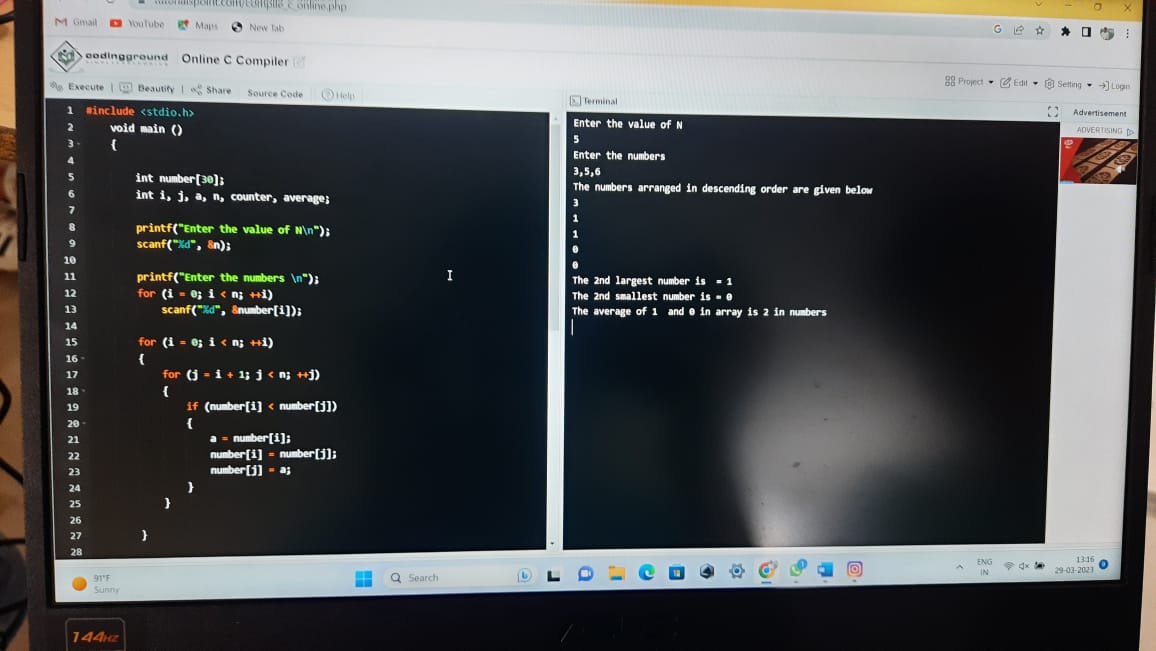 compile_c_online.php
Gmail YouTube Maps New Tab
codingground Online C Compiler
Execute | Beautify | Share Source Code Help
Project Edit Setting Login
1 #include <stdio.h>
2 void main ()
3 {
4
5 int number[30];
6 int i, j, a, n, counter, average;
7
8 printf("Enter the value of N\n");
9 scanf("%d", &n);
10
11 printf("Enter the numbers \n");
12 for (i = 0; i < n; ++i)
13 scanf("%d", &number[i]);
14
15 for (i = 0; i < n; ++i)
16 {
17 for (j = i + 1; j < n; ++j)
18 {
19 if (number[i] < number[j])
20 {
21 a = number[i];
22 number[i] = number[j];
23 number[j] = a;
24 }
25 }
26
27 }
28
Terminal
Enter the value of N
5
Enter the numbers
3,5,6
The numbers arranged in descending order are given below
3
1
1
0
0
The 2nd largest number is = 1
The 2nd smallest number is = 0
The average of 1 and 0 in array is 2 in numbers
Advertisement
ADVERTISING
91°F
Sunny
Search
ENG
IN
13:16
29-03-2023
144HZ